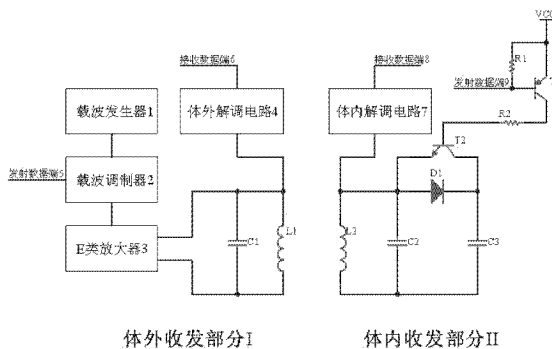 VCC
接收数据端6
接收数据端8
R1
发射数据端9
载波发生器1
体外解调电路4
体内解调电路7
R2
T2
发射数据端5
载波调制器2
D1
E类放大器3
C1
L1
L2
C2
C3
体外收发部分I
体内收发部分II